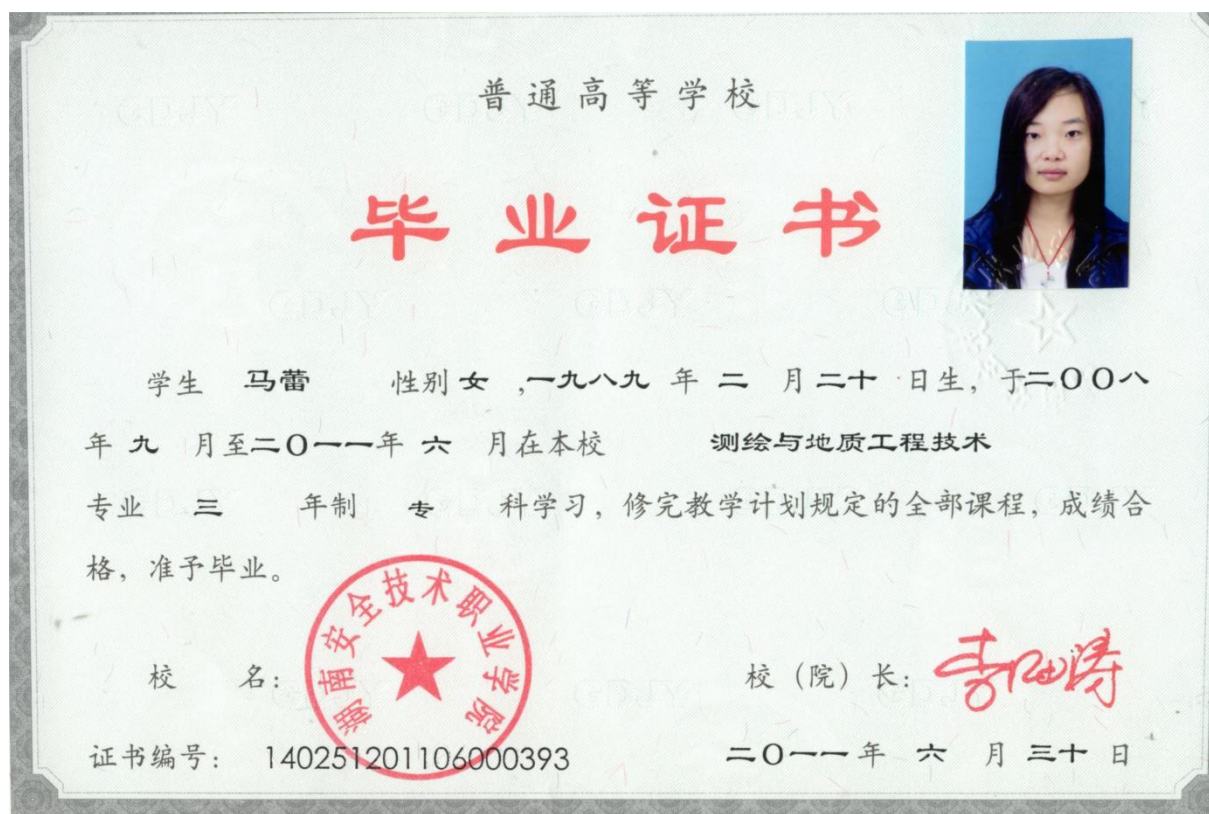 普通高等学校
毕业证书
学生 马蕾 性别 女 ，一九八九 年 二 月 二十 日生，于二〇〇八
年 九 月至二〇一一年 六 月在本校 测绘与地质工程技术
专业 三 年制 专 科学习，修完教学计划规定的全部课程，成绩合
格，准予毕业。
湖南安全技术职业学院
校 名： 校（院）长：
证书编号： 140251201106000393 二〇一一年 六 月 三十 日